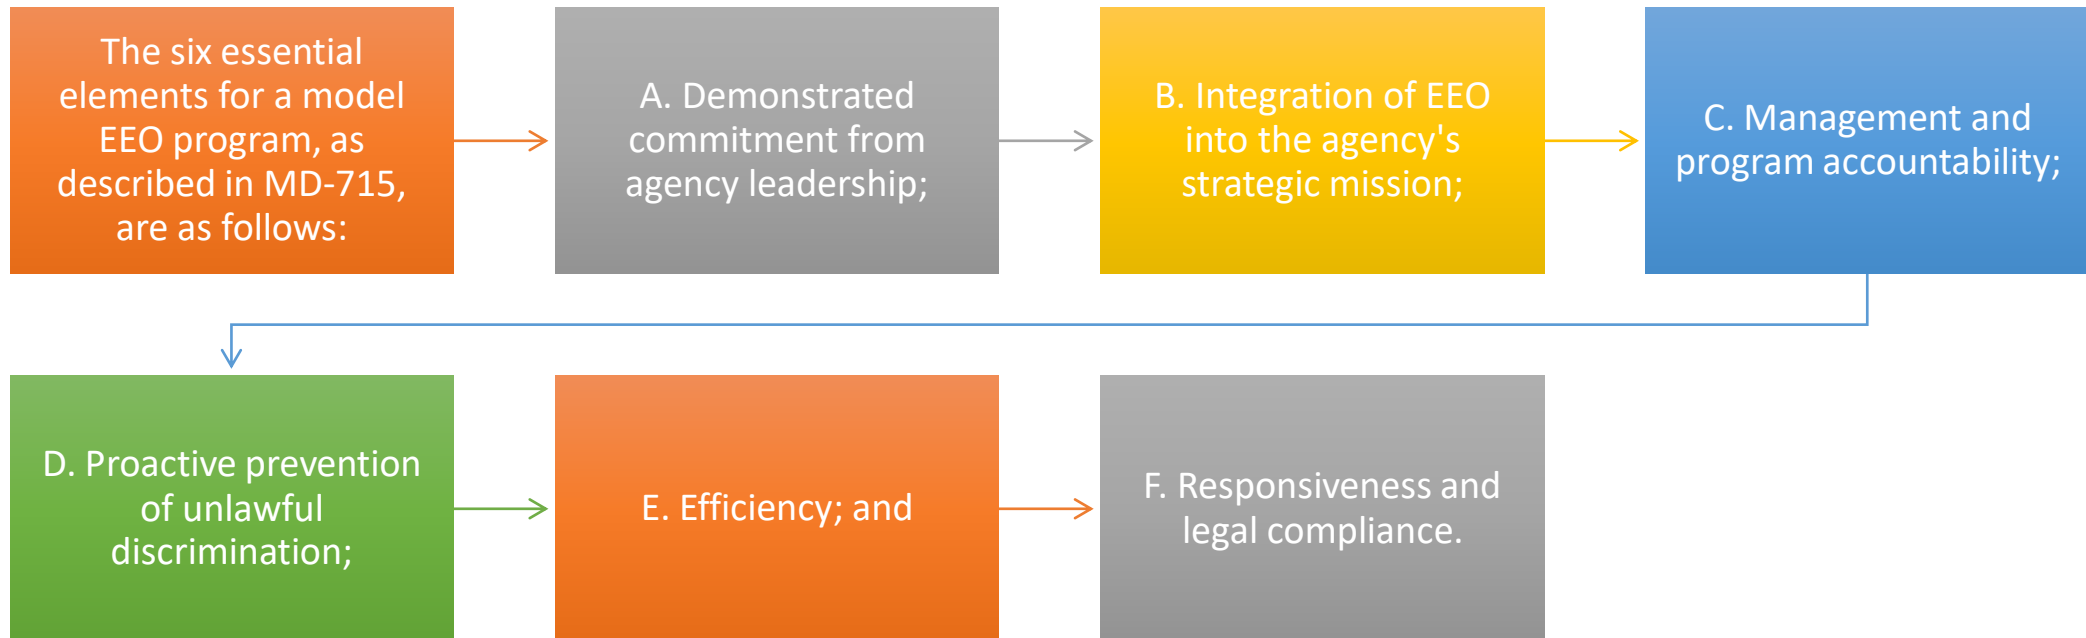 The six essential
elements for a model
EEO program, as
described in MD-715,
are as follows:
A. Demonstrated
commitment from
agency leadership;
B. Integration of EEO
into the agency's
strategic mission;
C. Management and
program accountability;
D. Proactive prevention
of unlawful
discrimination;
E. Efficiency; and
F. Responsiveness and
legal compliance.